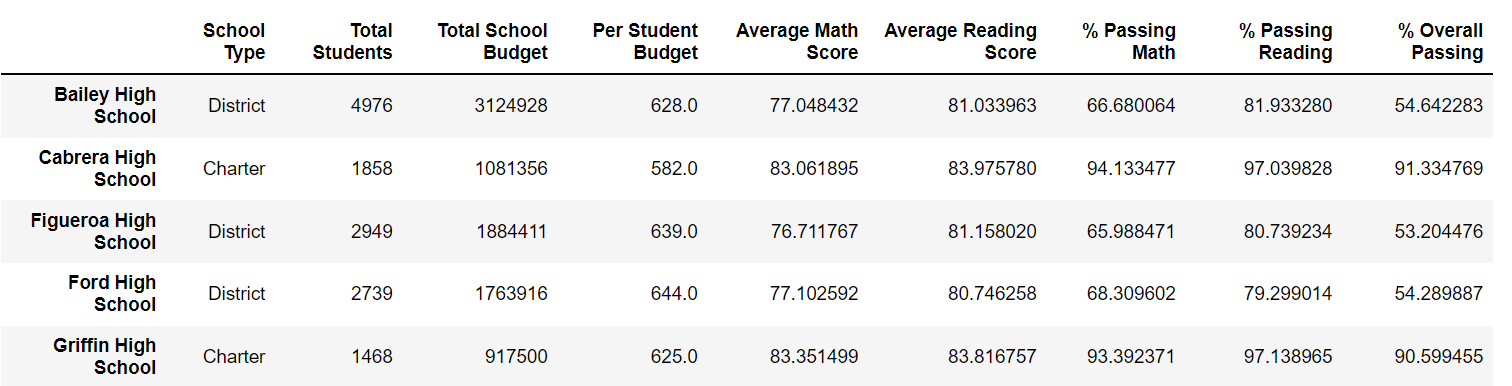 School Type Total Students Total School Budget Per Student Budget Average Math Score Average Reading Score % Passing Math % Passing Reading % Overall Passing
Bailey High School District 4976 3124928 628.0 77.048432 81.033963 66.680064 81.933280 54.642283
Cabrera High School Charter 1858 1081356 582.0 83.061895 83.975780 94.133477 97.039828 91.334769
Figueroa High School District 2949 1884411 639.0 76.711767 81.158020 65.988471 80.739234 53.204476
Ford High School District 2739 1763916 644.0 77.102592 80.746258 68.309602 79.299014 54.289887
Griffin High School Charter 1468 917500 625.0 83.351499 83.816757 93.392371 97.138965 90.599455